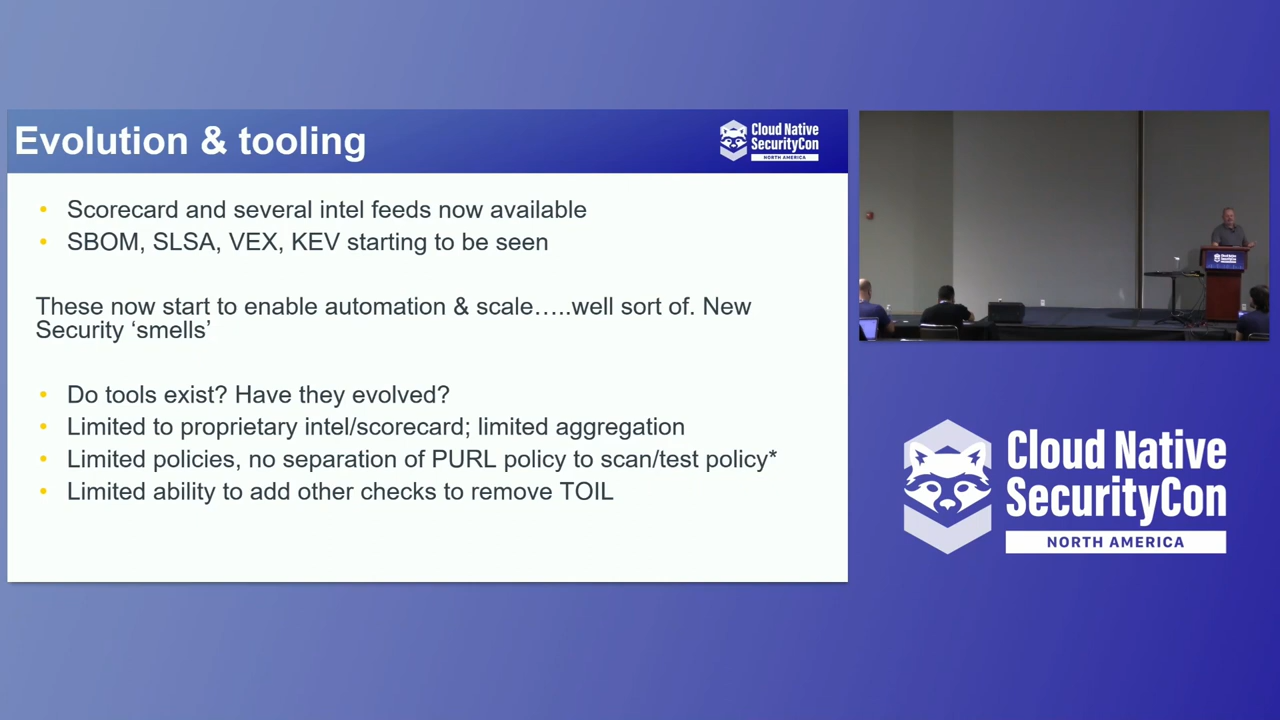 Evolution & tooling
Cloud Native
SecurityCon
NORTH AMERICA
Scorecard and several intel feeds now available
SBOM, SLSA, VEX, KEV starting to be seen
These now start to enable automation & scale…..well sort of. New
Security ‘smells’
Do tools exist? Have they evolved?
Limited to proprietary intel/scorecard; limited aggregation
Limited policies, no separation of PURL policy to scan/test policy*
Limited ability to add other checks to remove TOIL
Cloud Native
SecurityCon
Cloud Native
SecurityCon
NORTH AMERICA